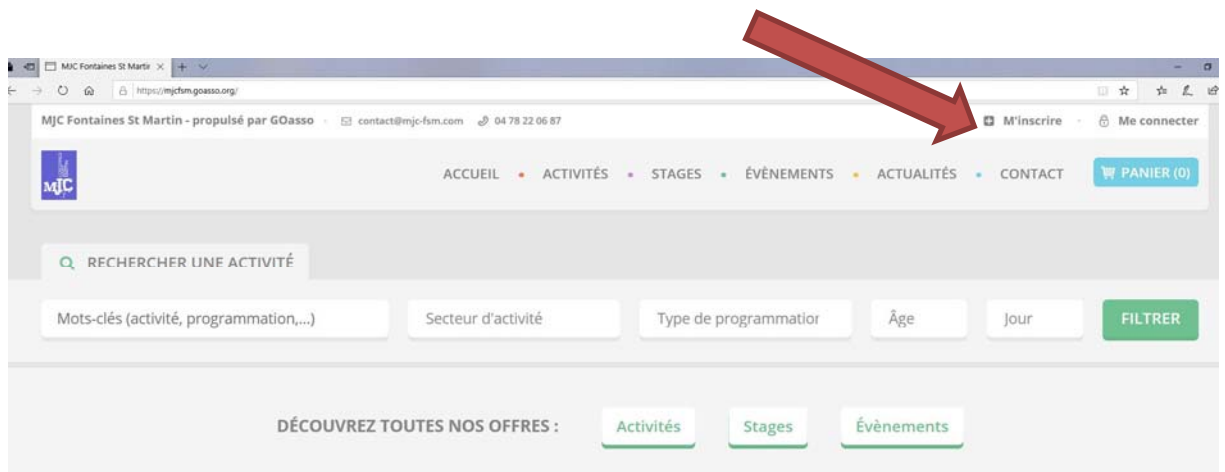 MJC Fontaines St Martir
https://mjcfsm.goasso.org/
MJC Fontaines St Martin - propulsé par GOasso contact@mjc-fsm.com 04 78 22 06 87 M'inscrire Me connecter
MJC ACCUEIL • ACTIVITÉS • STAGES • ÉVÈNEMENTS • ACTUALITÉS • CONTACT PANIER (0)
RECHERCHER UNE ACTIVITÉ
Mots-clés (activité, programmation,...) Secteur d'activité Type de programmation Âge Jour FILTRER
DÉCOUVREZ TOUTES NOS OFFRES : Activités Stages Évènements